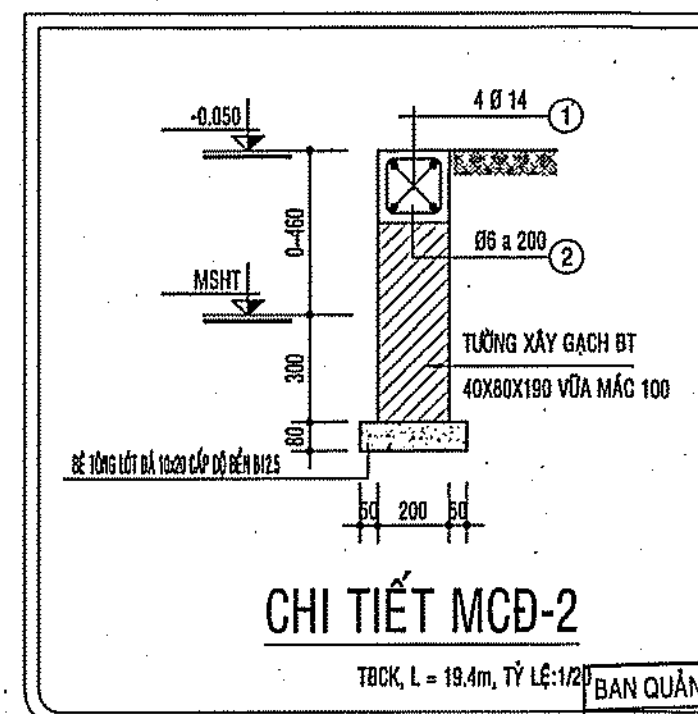 4 Ø 14 1
-0.050
0-460
Ø6 a 200 2
MSHT
300
TƯỜNG XÂY GẠCH BT
40X80X190 VỮA MÁC 100
80
BÊ TÔNG LÓT ĐÁ 10x20 CẤP ĐỘ BỀN B12.5
50 200 50
CHI TIẾT MCĐ-2
TBCK, L = 19.4m, TỶ LỆ:1/20
BAN QUẢN